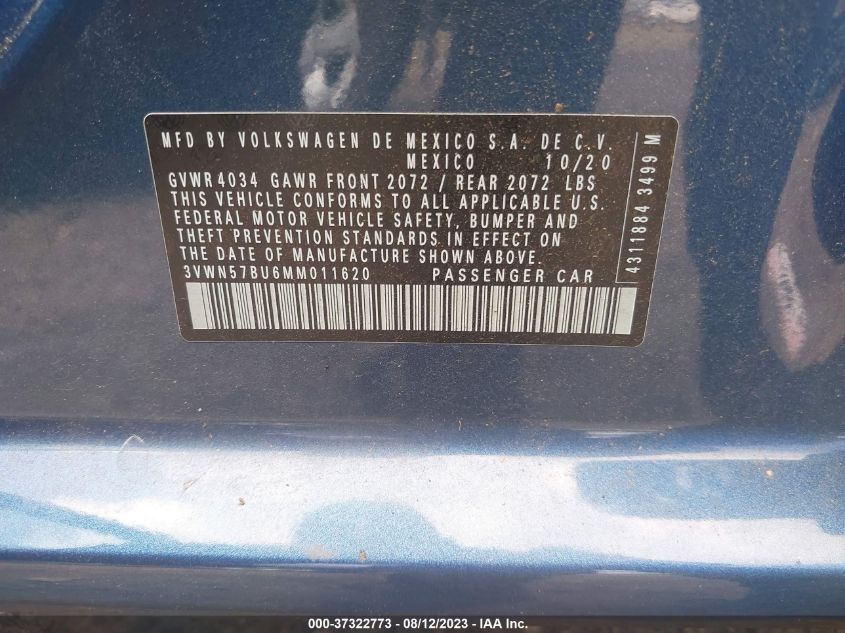 MFD BY VOLKSWAGEN DE MEXICO S.A. DE C.V.
MEXICO 10/20
GVWR 4034 GAWR FRONT 2072 / REAR 2072 LBS
THIS VEHICLE CONFORMS TO ALL APPLICABLE U.S.
FEDERAL MOTOR VEHICLE SAFETY, BUMPER AND
THEFT PREVENTION STANDARDS IN EFFECT ON
THE DATE OF MANUFACTURE SHOWN ABOVE.
3VWN57BU6MM011620 PASSENGER CAR
4311884 3499 M
000-37322773 — 08/12/2023 — IAA Inc.